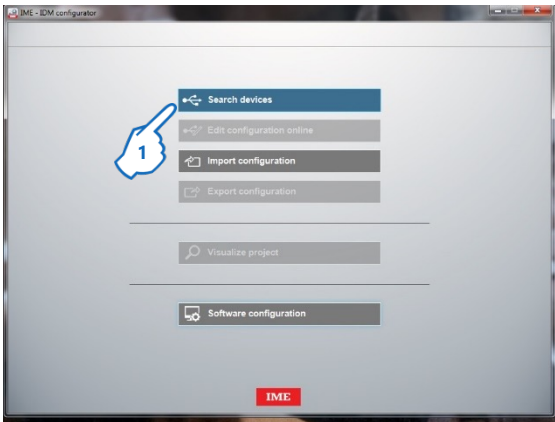 IME - IDM configurator
Search devices
Edit configuration online
1
Import configuration
Export configuration
Visualize project
Software configuration
IME